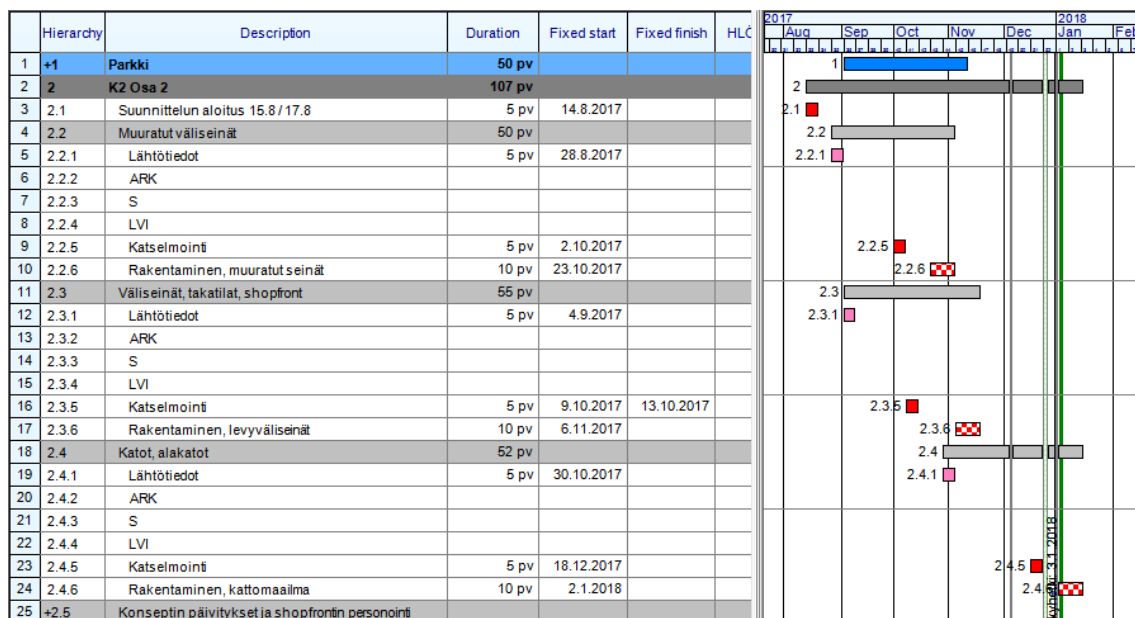 2017 2018
Hierarchy Description Duration Fixed start Fixed finish Aug Sep Oct Nov Dec Jan Feb
1 +1 Parkki 50 pv 1
2 2 K2 Osa 2 107 pv 2
3 2.1 Suunnittelun aloitus 15.8 / 17.8 5 pv 14.8.2017 2.1
4 2.2 Muuratut väliseinät 50 pv 2.2
5 2.2.1 Lähtötiedot 5 pv 28.8.2017 2.2.1
6 2.2.2 ARK
7 2.2.3 S
8 2.2.4 LVI
9 2.2.5 Katselmointi 5 pv 2.10.2017 2.2.5
10 2.2.6 Rakentaminen, muuratut seinät 10 pv 23.10.2017 2.2.6
11 2.3 Väliseinät, takatilat, shopfront 55 pv 2.3
12 2.3.1 Lähtötiedot 5 pv 4.9.2017 2.3.1
13 2.3.2 ARK
14 2.3.3 S
15 2.3.4 LVI
16 2.3.5 Katselmointi 5 pv 9.10.2017 13.10.2017 2.3.5
17 2.3.6 Rakentaminen, levyväliseinät 10 pv 6.11.2017 2.3.6
18 2.4 Katot, alakatot 52 pv 2.4
19 2.4.1 Lähtötiedot 5 pv 30.10.2017 2.4.1
20 2.4.2 ARK
21 2.4.3 S
22 2.4.4 LVI
23 2.4.5 Katselmointi 5 pv 18.12.2017 2.4.5
24 2.4.6 Rakentaminen, kattomaailma 10 pv 2.1.2018
25 +2.5 Konseptin päivitykset ja shopfrontin personointi
3.1.2018